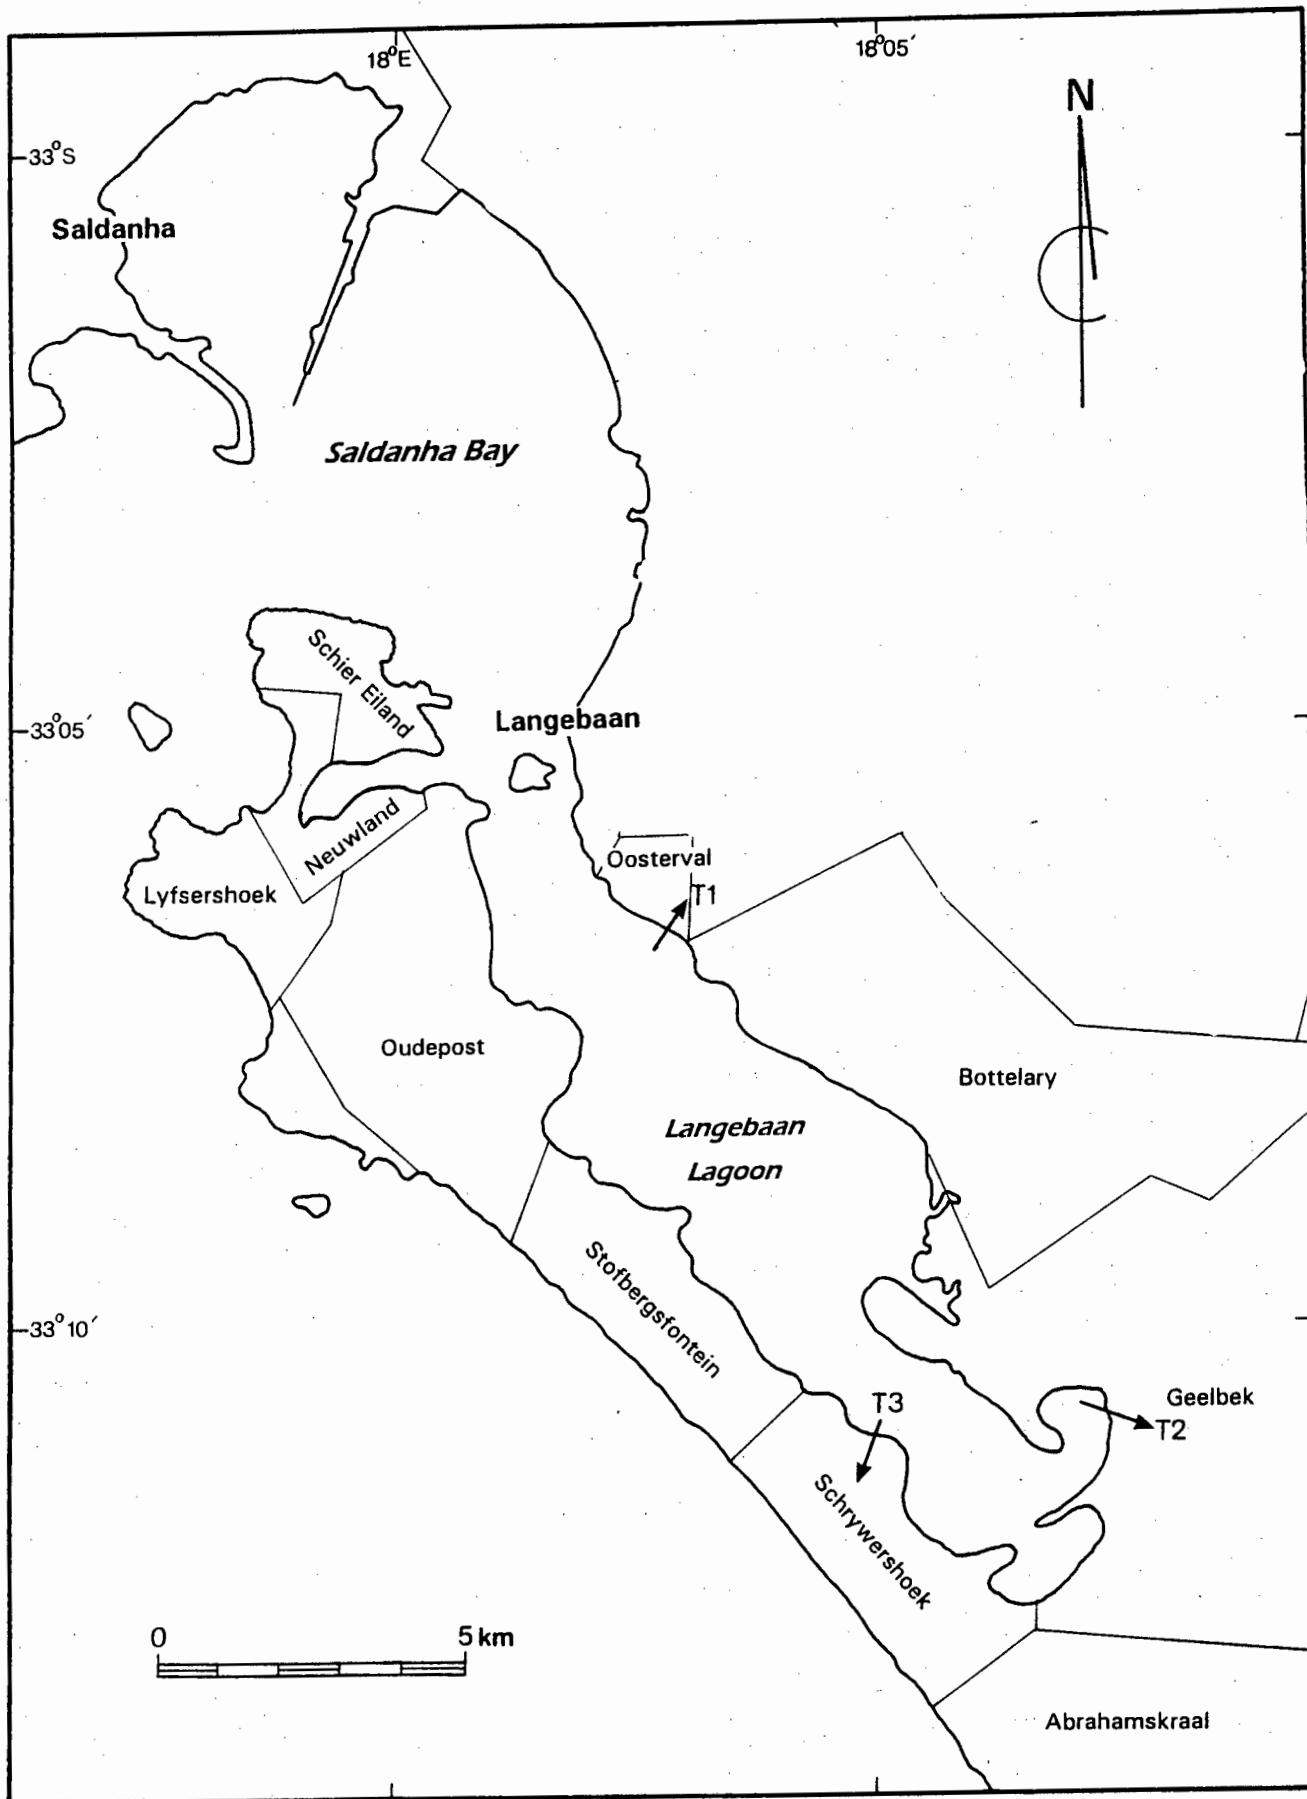 18°E
18°05′
N
33°S
Saldanha
Saldanha Bay
Schier Eiland
33°05′
Langebaan
Neuwland
Oosterval
Lyfsershoek
T1
Oudepost
Bottelary
Langebaan
Lagoon
Stofbergsfontein
33°10′
T3
Geelbek
T2
Schrywershoek
0
5 km
Abrahamskraal